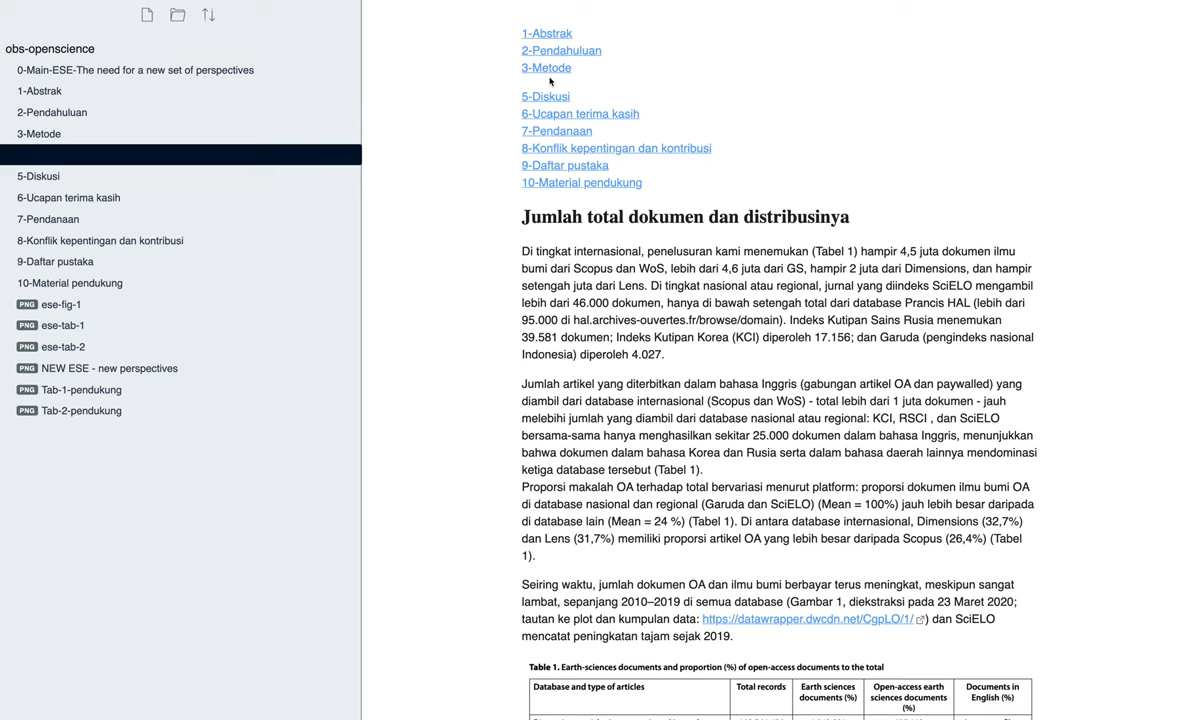 obs-openscience
0-Main-ESE-The need for a new set of perspectives
1-Abstrak
2-Pendahuluan
3-Metode
5-Diskusi
6-Ucapan terima kasih
7-Pendanaan
8-Konflik kepentingan dan kontribusi
9-Daftar pustaka
10-Material pendukung
PNG ese-fig-1
PNG ese-tab-1
PNG ese-tab-2
PNG NEW ESE - new perspectives
PNG Tab-1-pendukung
PNG Tab-2-pendukung
1-Abstrak
2-Pendahuluan
3-Metode
5-Diskusi
6-Ucapan terima kasih
7-Pendanaan
8-Konflik kepentingan dan kontribusi
9-Daftar pustaka
10-Material pendukung
Jumlah total dokumen dan distribusinya
Di tingkat internasional, penelusuran kami menemukan (Tabel 1) hampir 4,5 juta dokumen ilmu
bumi dari Scopus dan WoS, lebih dari 4,6 juta dari GS, hampir 2 juta dari Dimensions, dan hampir
setengah juta dari Lens. Di tingkat nasional atau regional, jurnal yang diindeks SciELO mengambil
lebih dari 46.000 dokumen, hanya di bawah setengah total dari database Prancis HAL (lebih dari
95.000 di hal.archives-ouvertes.fr/browse/domain). Indeks Kutipan Sains Rusia menemukan
39.581 dokumen; Indeks Kutipan Korea (KCI) diperoleh 17.156; dan Garuda (pengindeks nasional
Indonesia) diperoleh 4.027.
Jumlah artikel yang diterbitkan dalam bahasa Inggris (gabungan artikel OA dan paywalled) yang
diambil dari database internasional (Scopus dan WoS) - total lebih dari 1 juta dokumen - jauh
melebihi jumlah yang diambil dari database nasional atau regional: KCI, RSCI , dan SciELO
bersama-sama hanya menghasilkan sekitar 25.000 dokumen dalam bahasa Inggris, menunjukkan
bahwa dokumen dalam bahasa Korea dan Rusia serta dalam bahasa daerah lainnya mendominasi
ketiga database tersebut (Tabel 1).
Proporsi makalah OA terhadap total bervariasi menurut platform: proporsi dokumen ilmu bumi OA
di database nasional dan regional (Garuda dan SciELO) (Mean = 100%) jauh lebih besar daripada
di database lain (Mean = 24 %) (Tabel 1). Di antara database internasional, Dimensions (32,7%)
dan Lens (31,7%) memiliki proporsi artikel OA yang lebih besar daripada Scopus (26,4%) (Tabel
1).
Seiring waktu, jumlah dokumen OA dan ilmu bumi berbayar terus meningkat, meskipun sangat
lambat, sepanjang 2010–2019 di semua database (Gambar 1, diekstraksi pada 23 Maret 2020;
tautan ke plot dan kumpulan data: https://datawrapper.dwcdn.net/CgpLO/1/) dan SciELO
mencatat peningkatan tajam sejak 2019.
Table 1. Earth-sciences documents and proportion (%) of open-access documents to the total
Database and type of articles Total records Earth sciences documents (%) Open-access earth sciences documents (%) Documents in English (%)